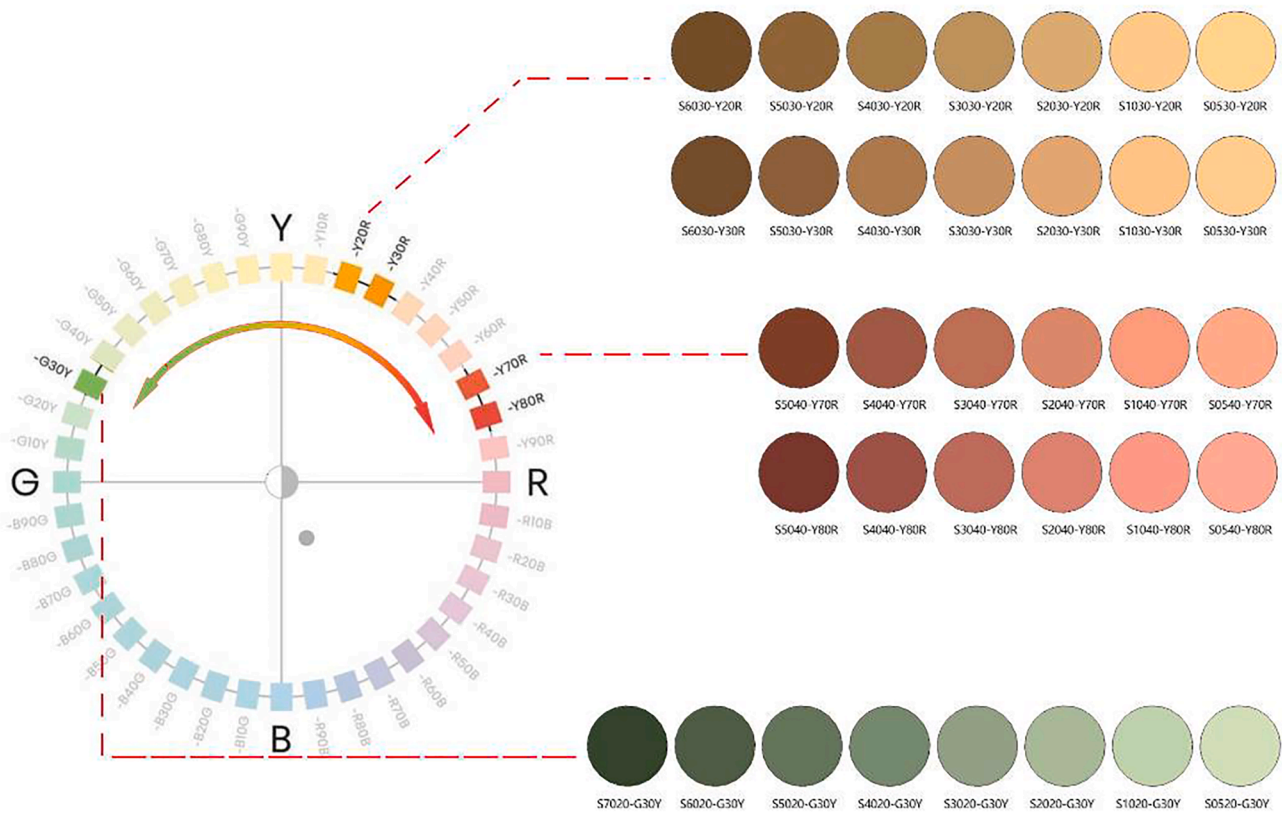 S6030-Y20R S5030-Y20R S4030-Y20R S3030-Y20R S2030-Y20R S1030-Y20R S0530-Y20R
S6030-Y30R S5030-Y30R S4030-Y30R S3030-Y30R S2030-Y30R S1030-Y30R S0530-Y30R
Y
-Y10R
-Y20R
-Y30R
-Y40R
-Y50R
-Y60R
-Y70R
-Y80R
-Y90R
R
-R10B
-R20B
-R30B
-R40B
-R50B
-R60B
-R70B
-R80B
-R90B
B
-B10G
-B20G
-B30G
-B40G
-B50G
-B60G
-B70G
-B80G
-B90G
G
-G10Y
-G20Y
-G30Y
-G40Y
-G50Y
-G60Y
-G70Y
-G80Y
-G90Y
S5040-Y70R S4040-Y70R S3040-Y70R S2040-Y70R S1040-Y70R S0540-Y70R
S5040-Y80R S4040-Y80R S3040-Y80R S2040-Y80R S1040-Y80R S0540-Y80R
S7020-G30Y S6020-G30Y S5020-G30Y S4020-G30Y S3020-G30Y S2020-G30Y S1020-G30Y S0520-G30Y